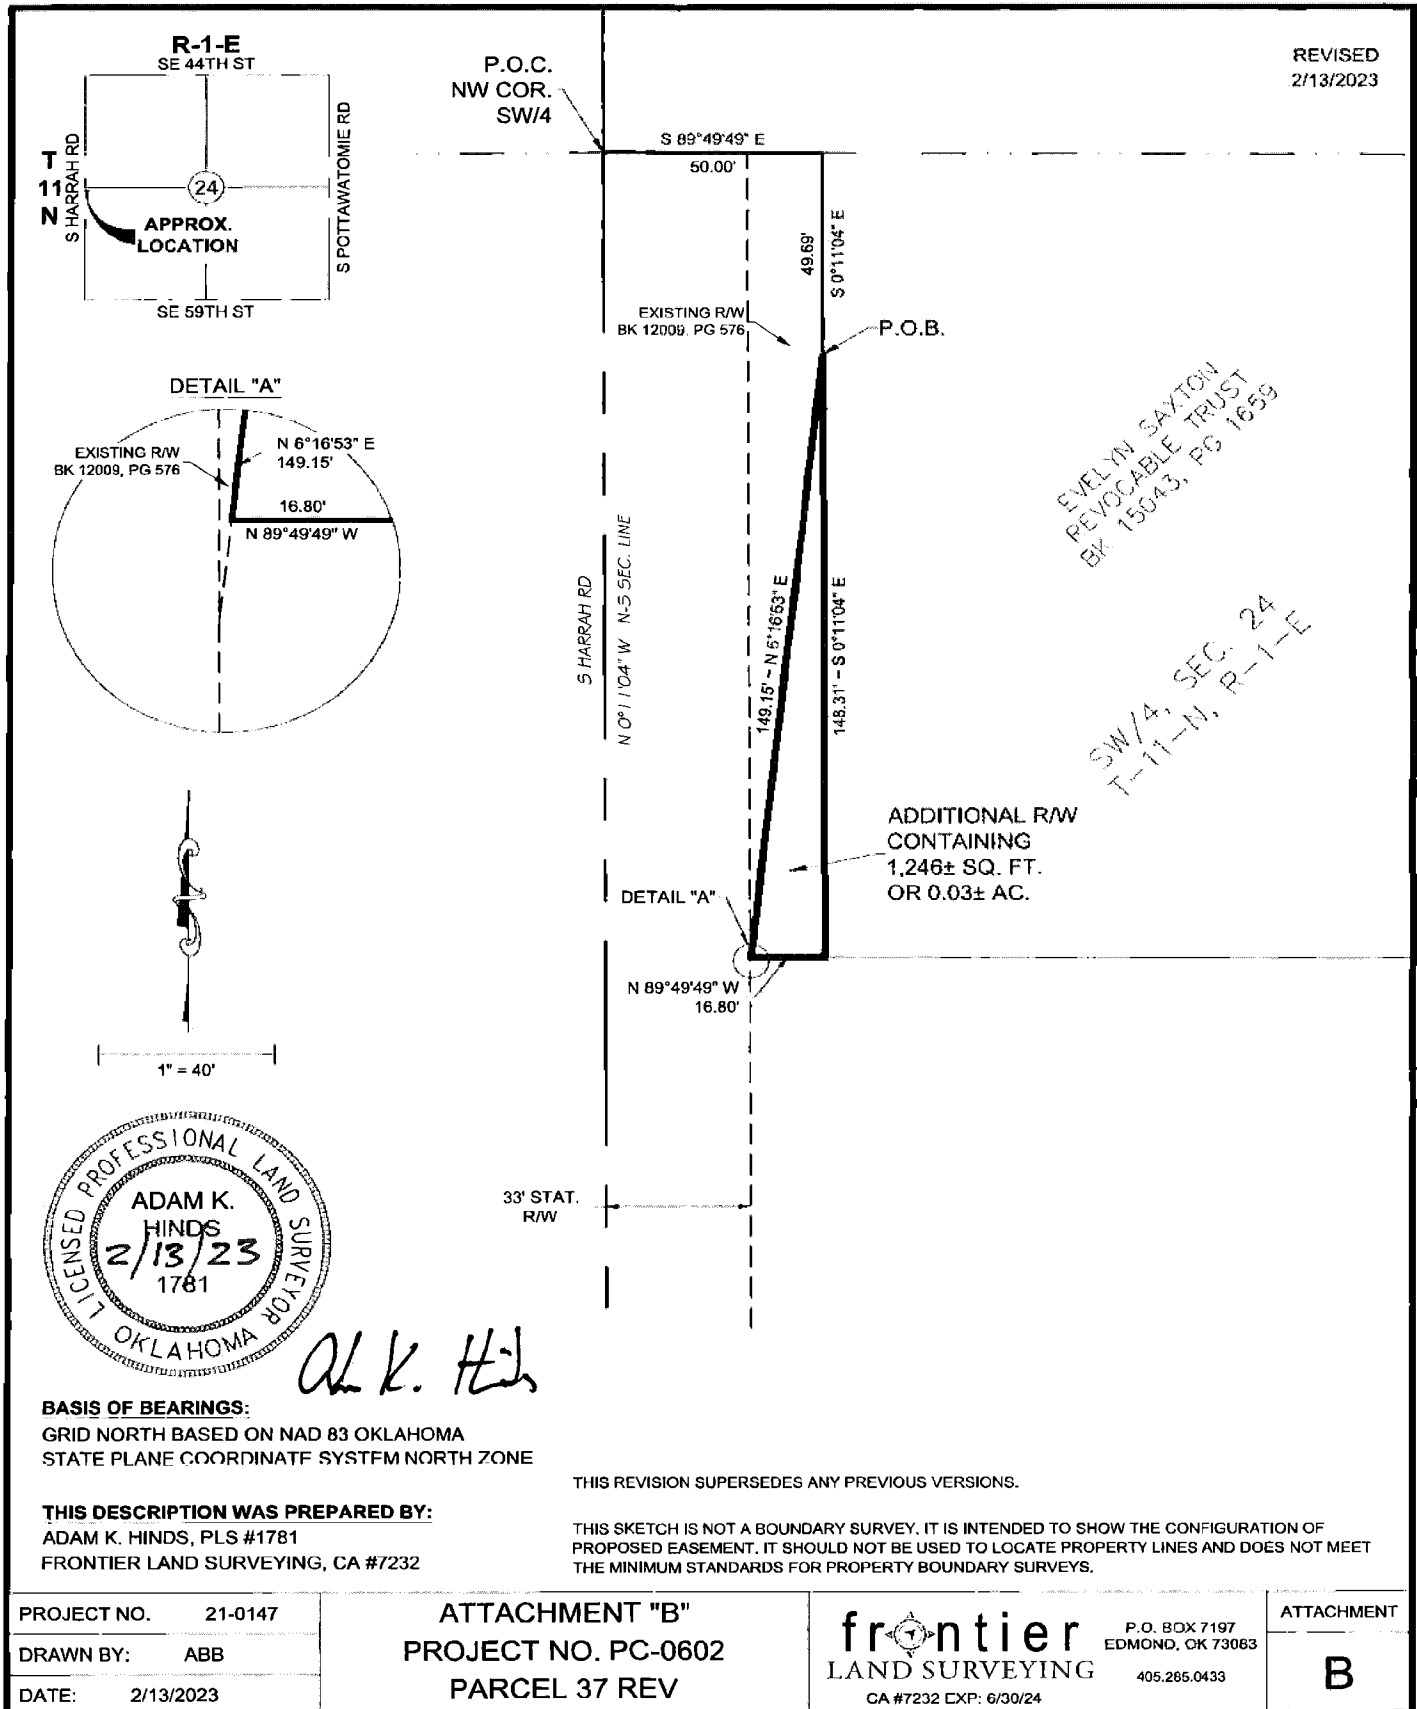 R-1-E
SE 44TH ST
T
11
N
S HARRAH RD
24
S POTTAWATOMIE RD
APPROX.
LOCATION
SE 59TH ST
P.O.C.
NW COR.
SW/4
REVISED
2/13/2023
S 89°49'49" E
50.00'
49.69'
S 0°11'04" E
EXISTING R/W
BK 12009, PG 576
P.O.B.
DETAIL "A"
EXISTING R/W
BK 12009, PG 576
N 6°16'53" E
149.15'
16.80'
N 89°49'49" W
EVELYN SAXTON
REVOCABLE TRUST
BK 15043, PG 1659
S HARRAH RD
N 0°11'04" W N-S SEC. LINE
149.15' ~ N 6°16'53" E
148.31' ~ S 0°11'04" E
SW/4, SEC. 24
T-11-N, R-1-E
ADDITIONAL R/W
CONTAINING
1,246± SQ. FT.
OR 0.03± AC.
DETAIL "A"
N 89°49'49" W
16.80'
1" = 40'
33' STAT.
R/W
LICENSED PROFESSIONAL LAND SURVEYOR
ADAM K.
HINDS
2/13/23
1781
OKLAHOMA
BASIS OF BEARINGS:
GRID NORTH BASED ON NAD 83 OKLAHOMA
STATE PLANE COORDINATE SYSTEM NORTH ZONE
THIS DESCRIPTION WAS PREPARED BY:
ADAM K. HINDS, PLS #1781
FRONTIER LAND SURVEYING, CA #7232
THIS REVISION SUPERSEDES ANY PREVIOUS VERSIONS.
THIS SKETCH IS NOT A BOUNDARY SURVEY. IT IS INTENDED TO SHOW THE CONFIGURATION OF
PROPOSED EASEMENT. IT SHOULD NOT BE USED TO LOCATE PROPERTY LINES AND DOES NOT MEET
THE MINIMUM STANDARDS FOR PROPERTY BOUNDARY SURVEYS.
PROJECT NO. 21-0147
DRAWN BY: ABB
DATE: 2/13/2023
ATTACHMENT "B"
PROJECT NO. PC-0602
PARCEL 37 REV
frontier
LAND SURVEYING
CA #7232 EXP: 6/30/24
P.O. BOX 7197
EDMOND, OK 73083
405.285.0433
ATTACHMENT
B